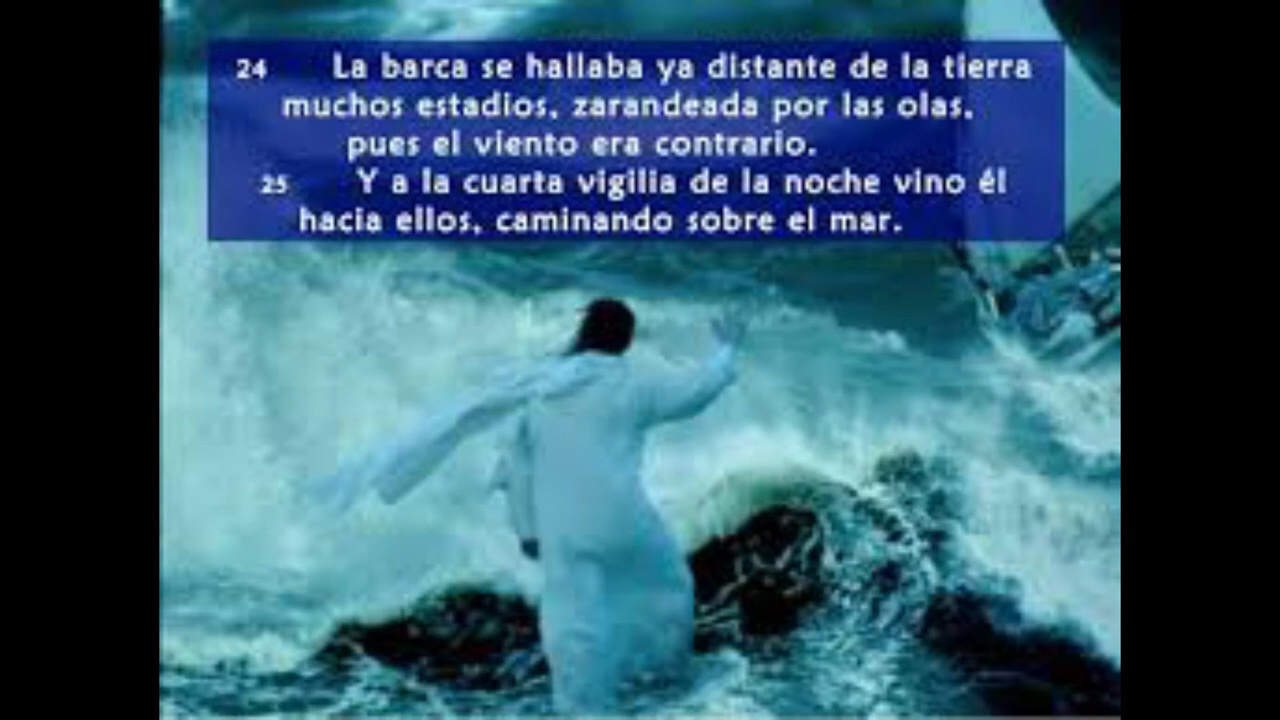 24 La barca se hallaba ya distante de la tierra
muchos estadios, zarandeada por las olas,
pues el viento era contrario.
25 Y a la cuarta vigilia de la noche vino él
hacia ellos, caminando sobre el mar.